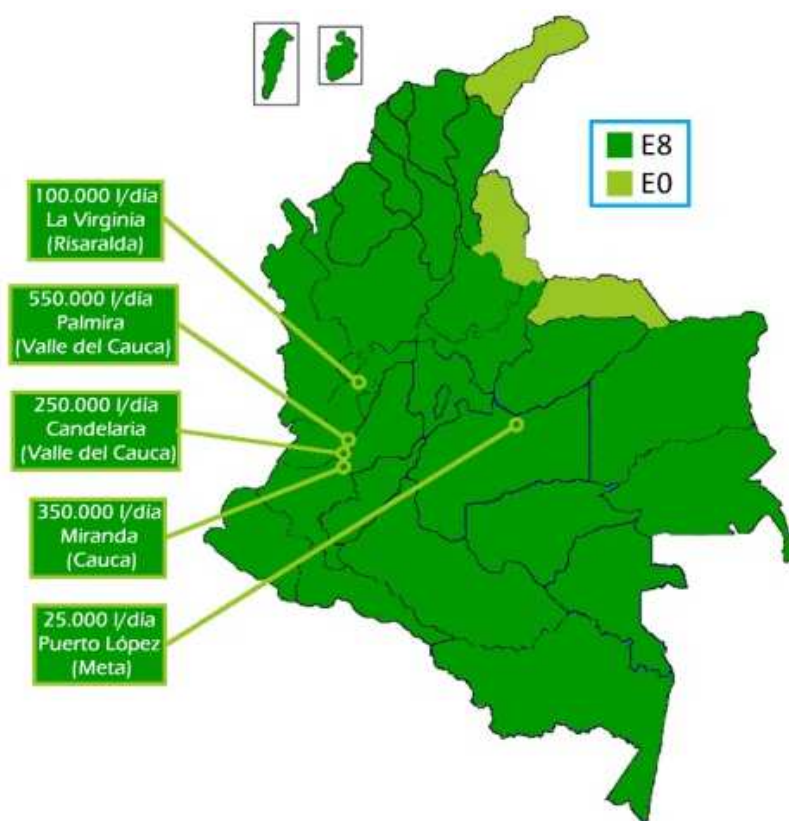 E8
E0
100.000 l/día
La Virginia
(Risaralda)
550.000 l/día
Palmira
(Valle del Cauca)
250.000 l/día
Candelaria
(Valle del Cauca)
350.000 l/día
Miranda
(Cauca)
25.000 l/día
Puerto López
(Meta)